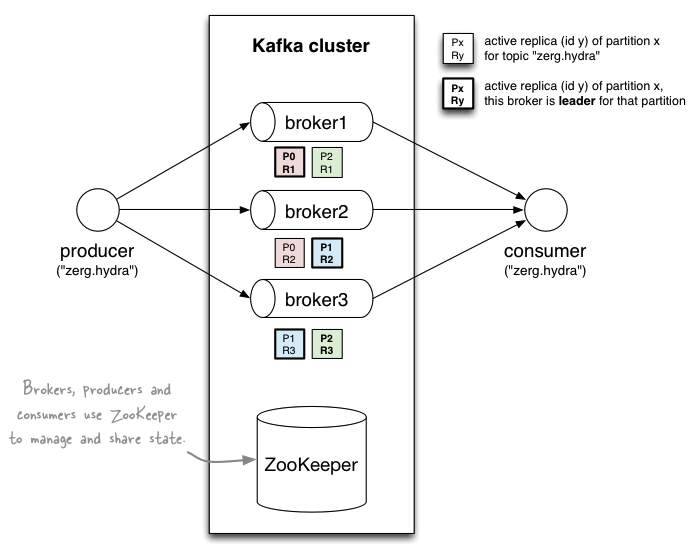 Kafka cluster
Px
Ry
active replica (id y) of partition x
for topic "zerg.hydra"
Px
Ry
active replica (id y) of partition x,
this broker is leader for that partition
broker1
P0
R1
P2
R1
broker2
P0
R2
P1
R2
broker3
P1
R3
P2
R3
producer
("zerg.hydra")
consumer
("zerg.hydra")
Brokers, producers and
consumers use ZooKeeper
to manage and share state.
ZooKeeper